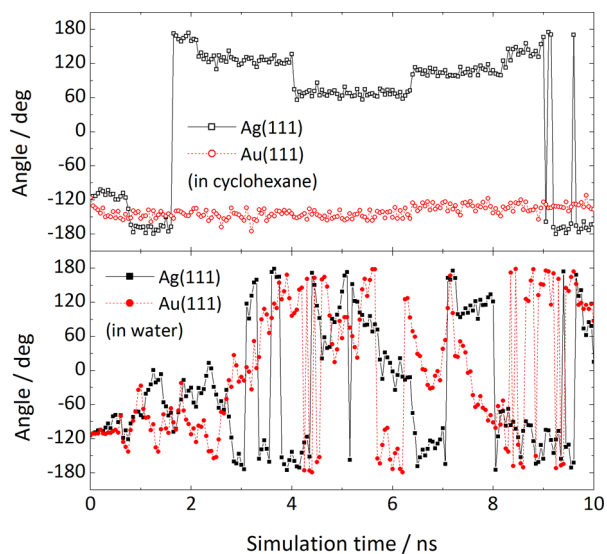 180
120
60
0
-60
-120
-180
Angle / deg
Ag(111)
Au(111)
(in cyclohexane)
180
120
60
0
-60
-120
-180
Angle / deg
Ag(111)
Au(111)
(in water)
0 2 4 6 8 10
Simulation time / ns